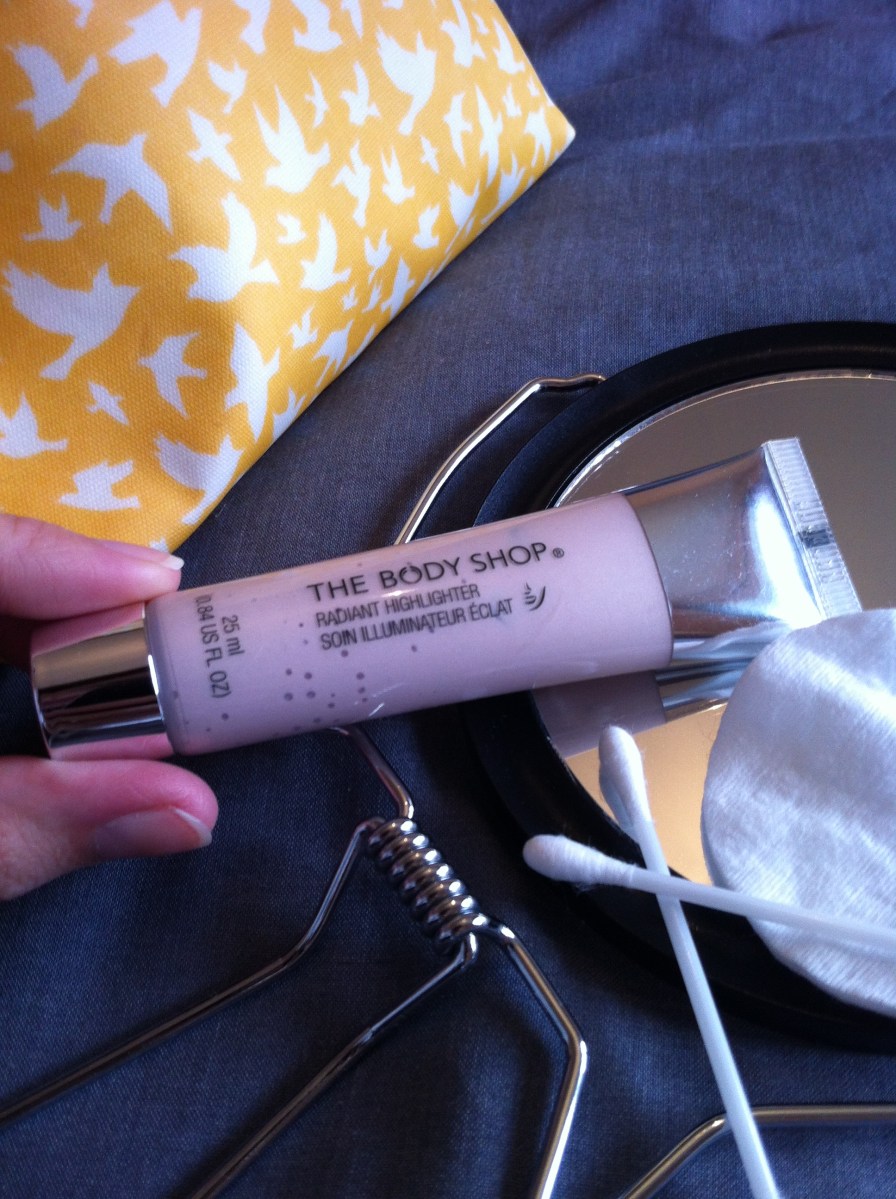 THE BODY SHOP®
RADIANT HIGHLIGHTER
SOIN ILLUMINATEUR ÉCLAT
25 ml
(0.84 US FL OZ)